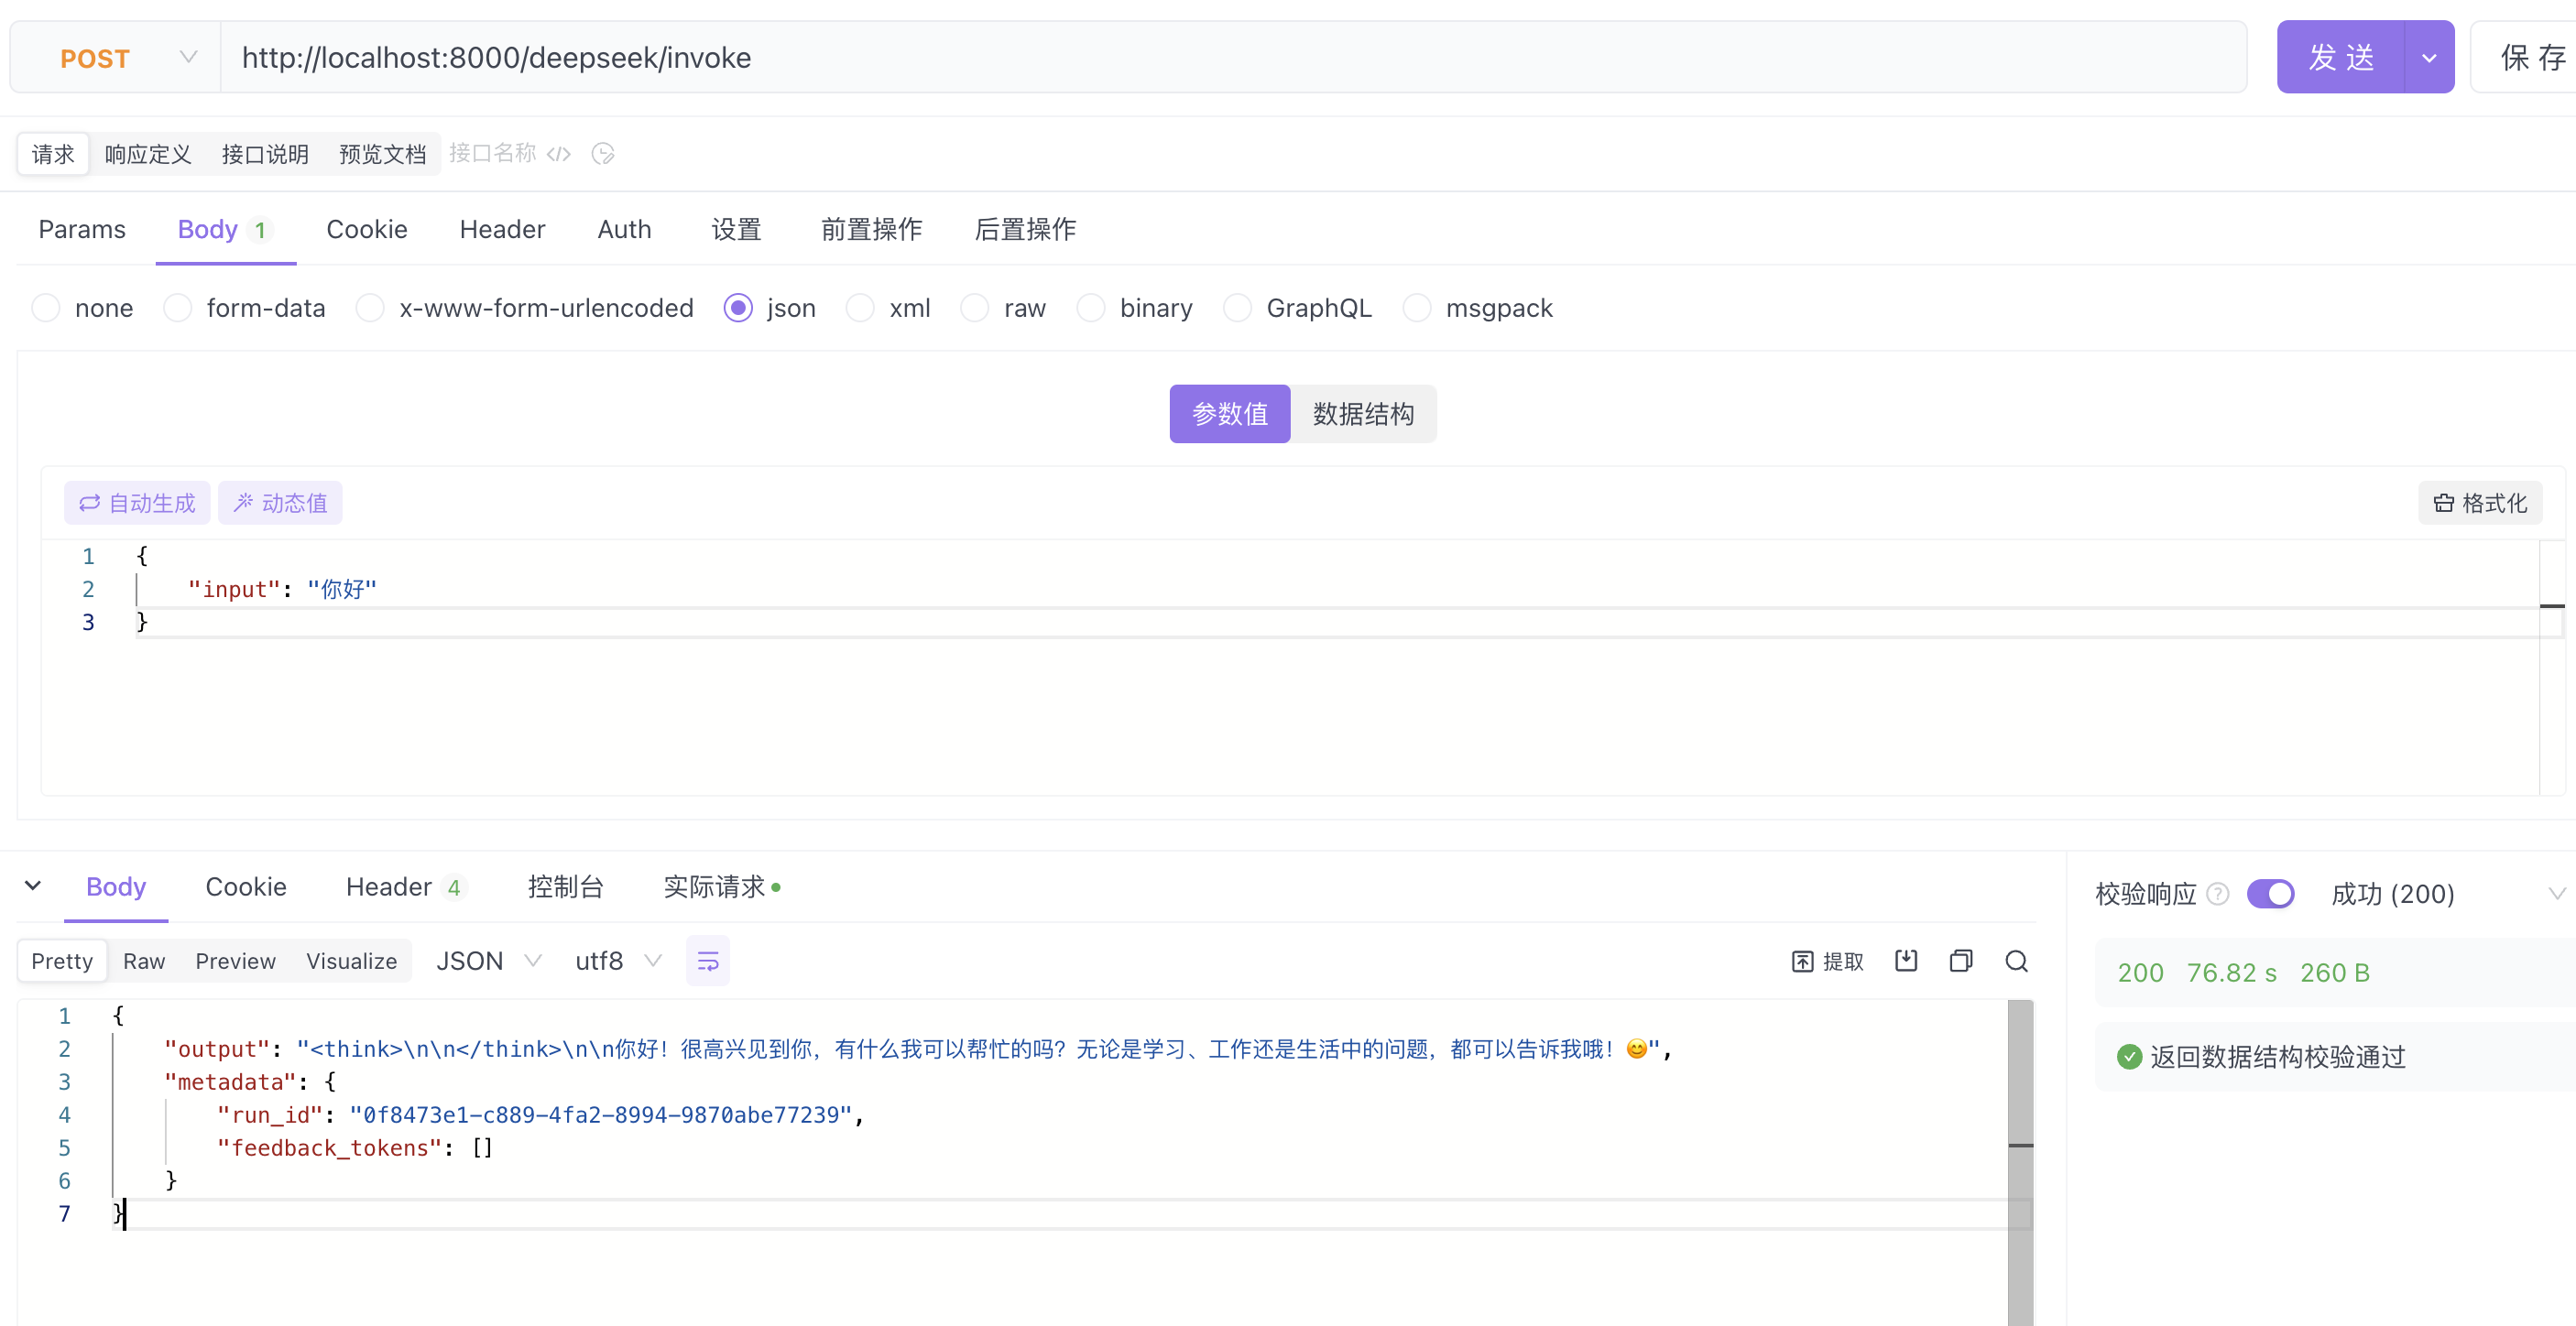 POST http://localhost:8000/deepseek/invoke 发 送 保 存
请求 响应定义 接口说明 预览文档 接口名称
Params Body 1 Cookie Header Auth 设置 前置操作 后置操作
none form-data x-www-form-urlencoded json xml raw binary GraphQL msgpack
参数值 数据结构
自动生成 动态值 格式化
1 {
2 "input": "你好"
3 }
Body Cookie Header 4 控制台 实际请求 校验响应 ? 成功 (200)
Pretty Raw Preview Visualize JSON utf8 提取
200 76.82 s 260 B
1 {
2 "output": "<think>\n\n</think>\n\n你好！很高兴见到你，有什么我可以帮忙的吗？无论是学习、工作还是生活中的问题，都可以告诉我哦！😊",
返回数据结构校验通过
3 "metadata": {
4 "run_id": "0f8473e1-c889-4fa2-8994-9870abe77239",
5 "feedback_tokens": []
6 }
7 }